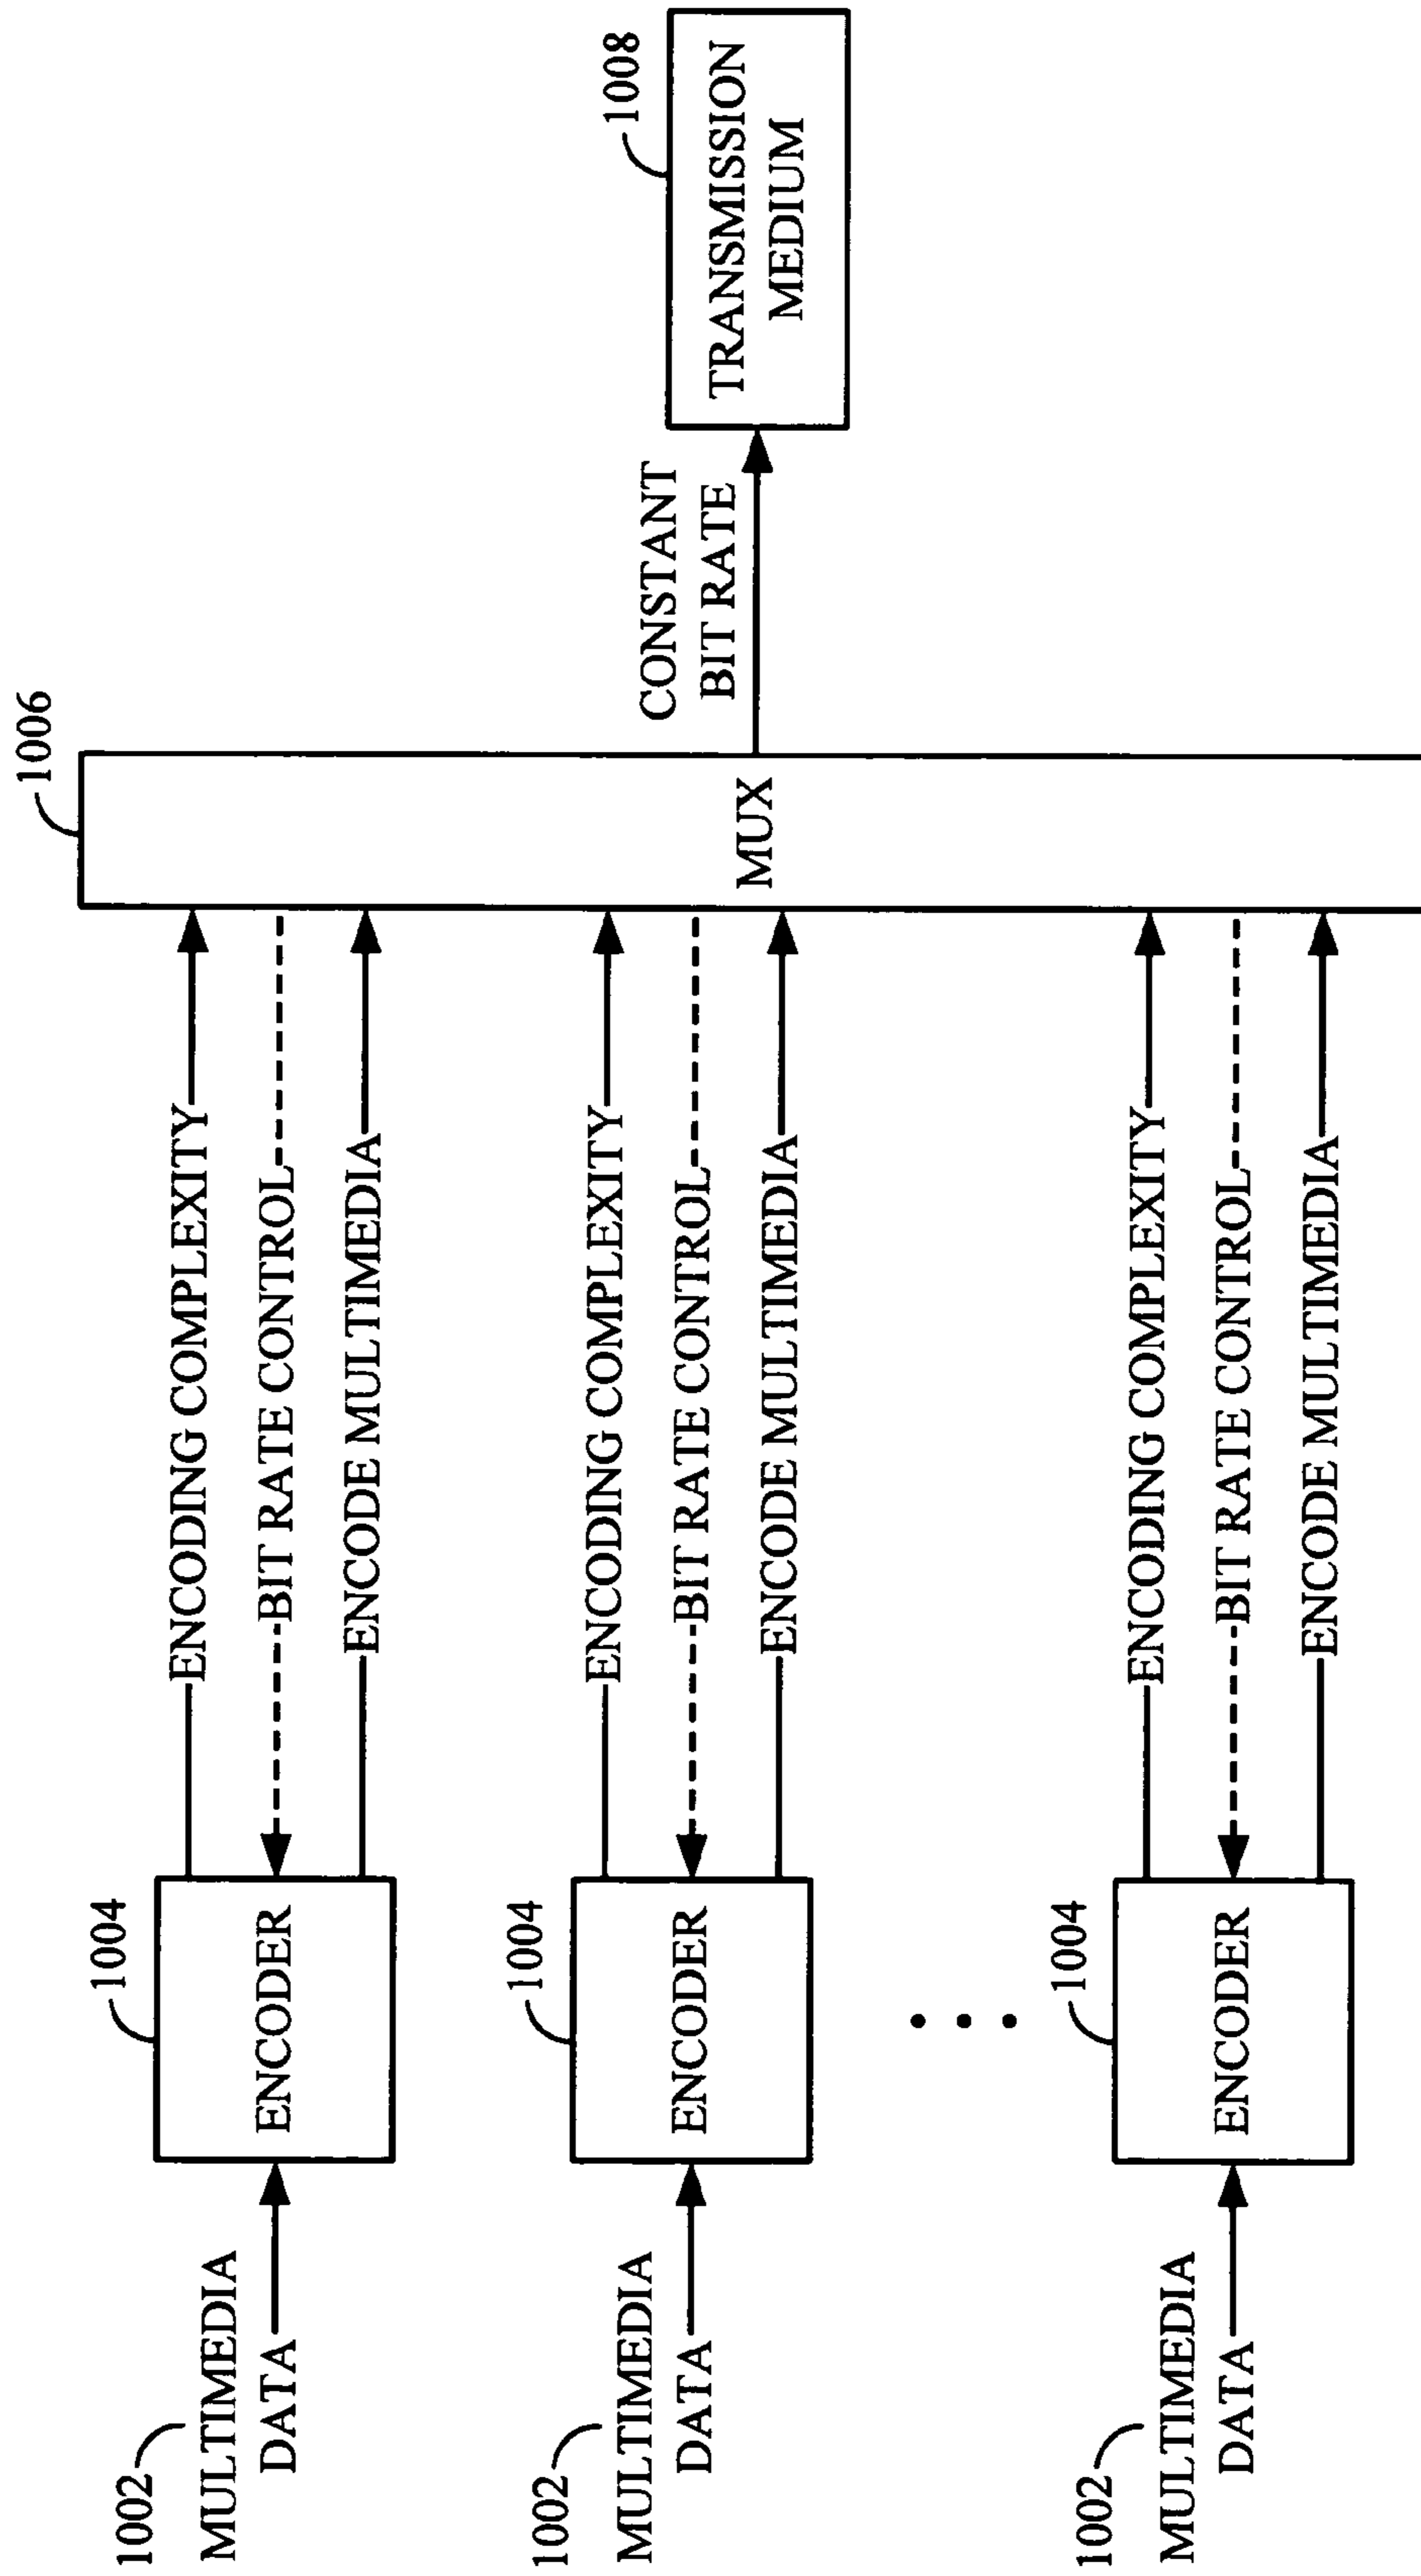 1002
MULTIMEDIA
DATA
1004
ENCODER
ENCODING COMPLEXITY
BIT RATE CONTROL
ENCODE MULTIMEDIA
1002
MULTIMEDIA
DATA
1004
ENCODER
ENCODING COMPLEXITY
BIT RATE CONTROL
ENCODE MULTIMEDIA
1002
MULTIMEDIA
DATA
1004
ENCODER
ENCODING COMPLEXITY
BIT RATE CONTROL
ENCODE MULTIMEDIA
1006
MUX
CONSTANT
BIT RATE
1008
TRANSMISSION
MEDIUM